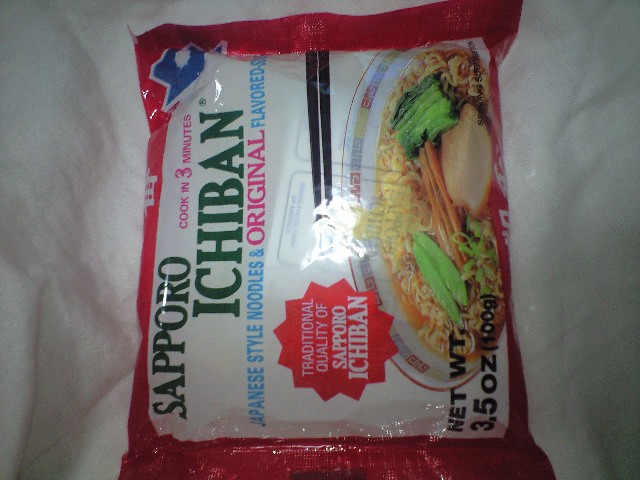 SAPPORO
ICHIBAN®
COOK IN 3 MINUTES
JAPANESE STYLE NOODLES & ORIGINAL FLAVORED
TRADITIONAL
QUALITY OF
SAPPORO
ICHIBAN
NET WT.
3.5 OZ (100g)